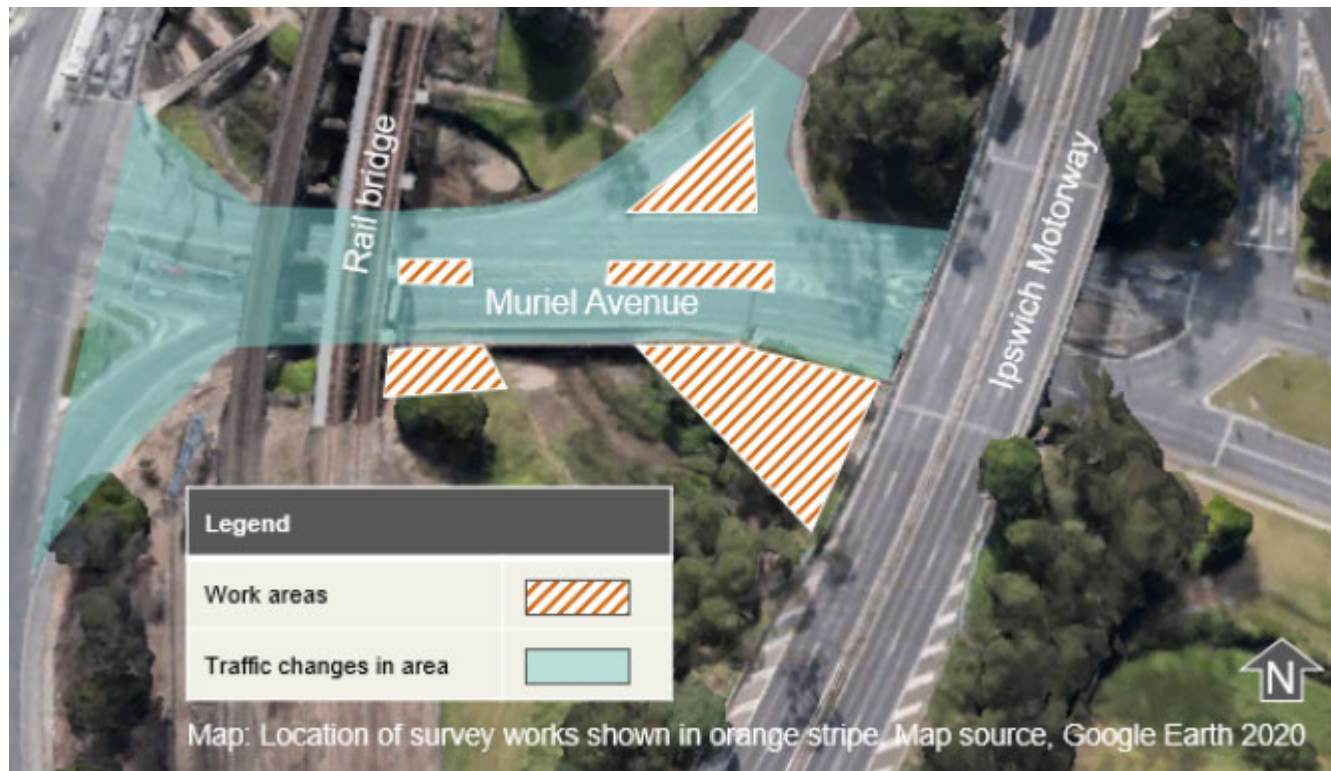 Rail bridge
Muriel Avenue
Ipswich Motorway
Legend
Work areas
Traffic changes in area
N
Map: Location of survey works shown in orange stripe. Map source, Google Earth 2020